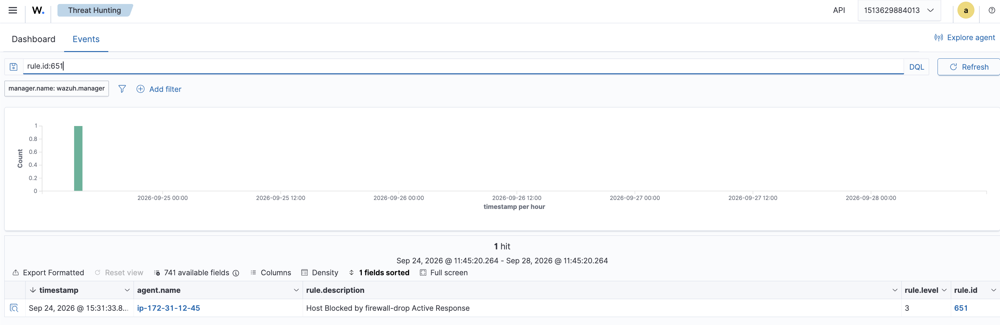 W. Threat Hunting API 1513629884013 a
Dashboard Events Explore agent
rule.id:651 DQL Refresh
manager.name: wazuh.manager Add filter
1
0.8
0.6
0.4
0.2
0
Count
2026-09-25 00:00 2026-09-25 12:00 2026-09-26 00:00 2026-09-26 12:00 2026-09-27 00:00 2026-09-27 12:00 2026-09-28 00:00
timestamp per hour
1 hit
Sep 24, 2026 @ 11:45:20.264 - Sep 28, 2026 @ 11:45:20.264
Export Formatted Reset view 741 available fields Columns Density 1 fields sorted Full screen
timestamp agent.name rule.description rule.level rule.id
Sep 24, 2026 @ 15:31:33.8... ip-172-31-12-45 Host Blocked by firewall-drop Active Response 3 651